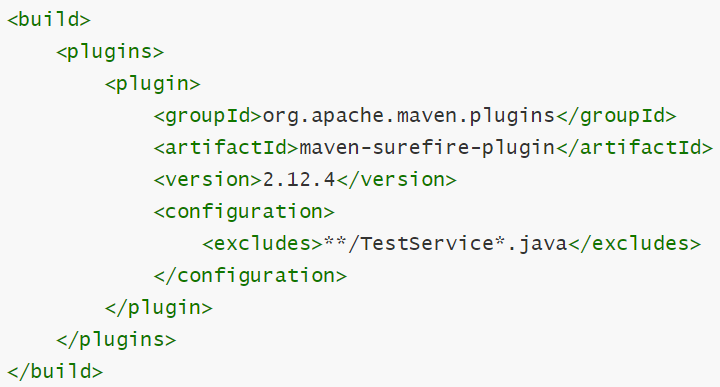 <build>
    <plugins>
        <plugin>
            <groupId>org.apache.maven.plugins</groupId>
            <artifactId>maven-surefire-plugin</artifactId>
            <version>2.12.4</version>
            <configuration>
                <excludes>**/TestService*.java</excludes>
            </configuration>
        </plugin>
    </plugins>
</build>